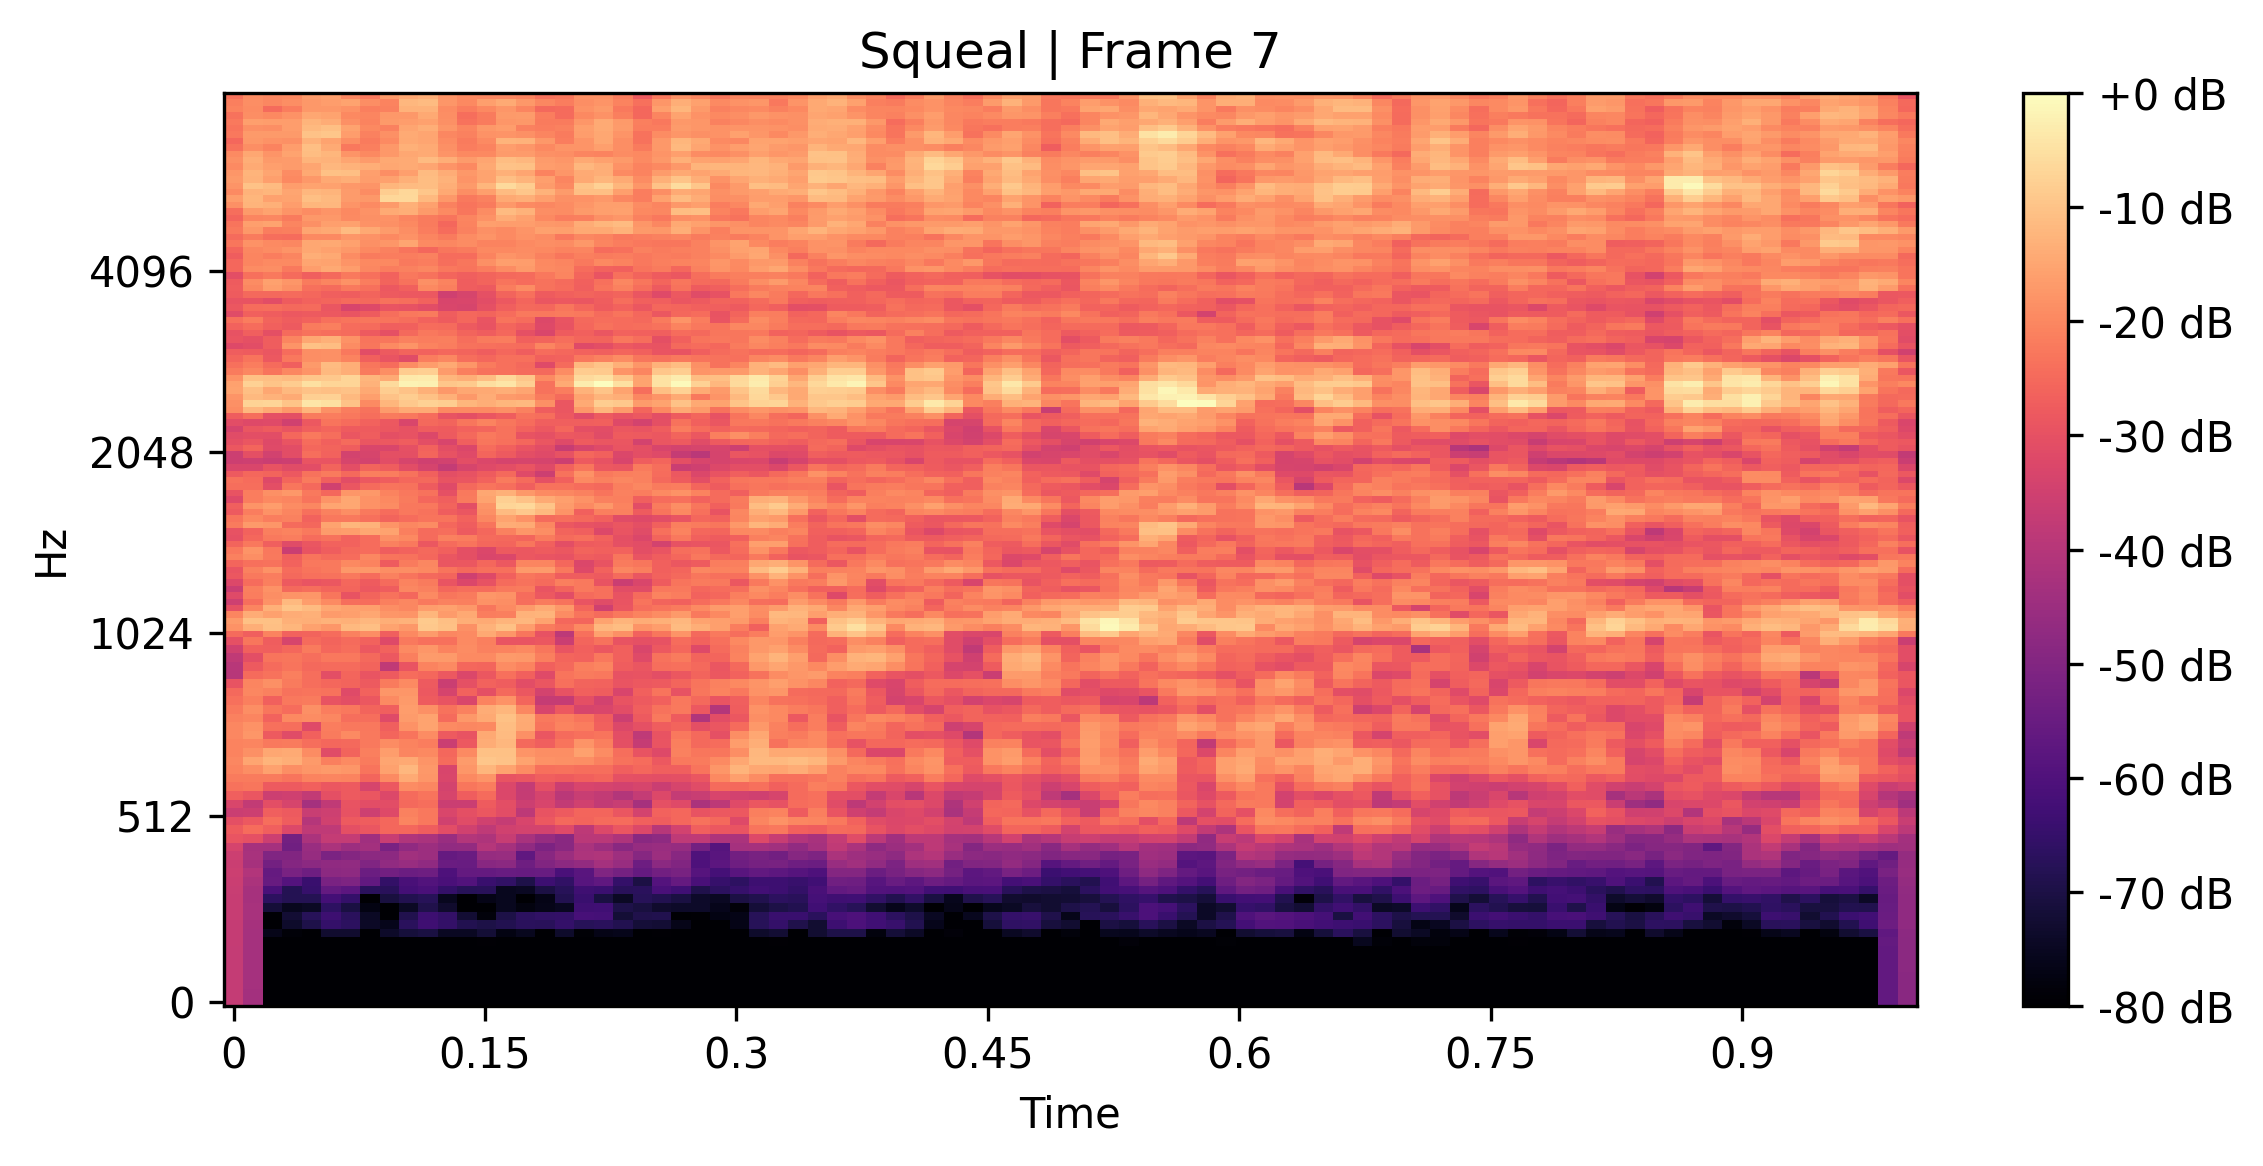 Squeal | Frame 7
+0 dB
-10 dB
-20 dB
-30 dB
-40 dB
-50 dB
-60 dB
-70 dB
-80 dB
Hz
4096
2048
1024
512
0
0 0.15 0.3 0.45 0.6 0.75 0.9
Time